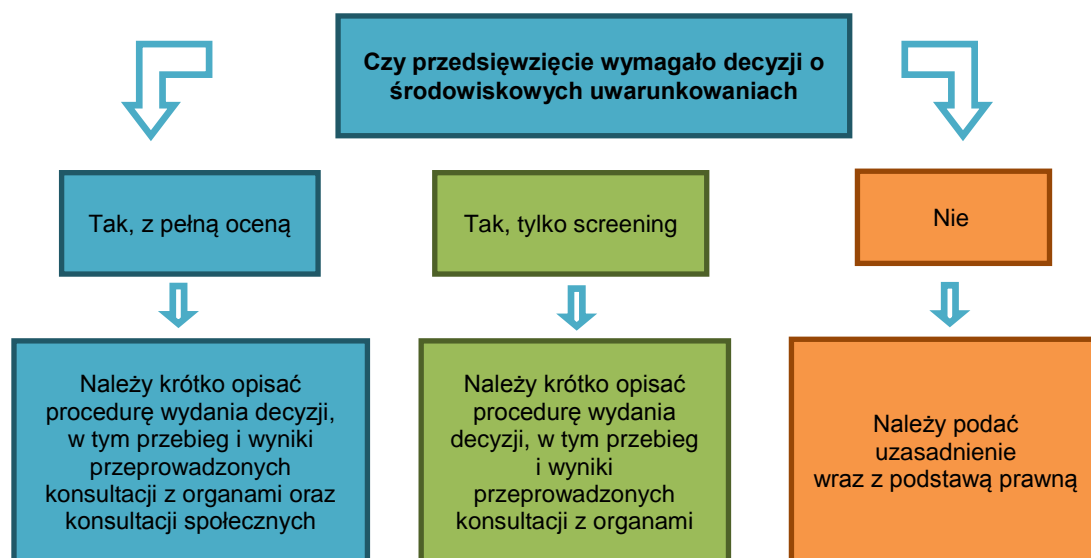 Czy przedsięwzięcie wymagało decyzji o
środowiskowych uwarunkowaniach
Tak, z pełną oceną
Tak, tylko screening
Nie
Należy krótko opisać
procedurę wydania decyzji,
w tym przebieg i wyniki
przeprowadzonych
konsultacji z organami oraz
konsultacji społecznych
Należy krótko opisać
procedurę wydania
decyzji, w tym przebieg
i wyniki
przeprowadzonych
konsultacji z organami
Należy podać
uzasadnienie
wraz z podstawą prawną